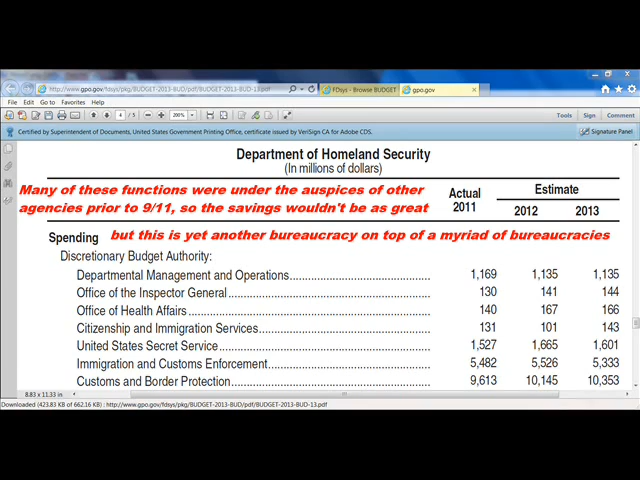 http://www.gpo.gov/fdsys/pkg/BUDGET-2013-BUD/pdf/BUDGET-2013-BUD-13.pdf
FDsys - Browse BUDGET
gpo.gov
File Edit View Go to Favorites Help
4 / 5 200% Tools Sign Comment
Certified by Superintendent of Documents, United States Government Printing Office, certificate issued by VeriSign CA for Adobe CDS. Signature Panel
Department of Homeland Security
(In millions of dollars)
Many of these functions were under the auspices of other
agencies prior to 9/11, so the savings wouldn't be as great
Actual
2011
Estimate
2012 2013
Spending but this is yet another bureaucracy on top of a myriad of bureaucracies
Discretionary Budget Authority:
Departmental Management and Operations 1,169 1,135 1,135
Office of the Inspector General 130 141 144
Office of Health Affairs 140 167 166
Citizenship and Immigration Services 131 101 143
United States Secret Service 1,527 1,665 1,601
Immigration and Customs Enforcement 5,482 5,526 5,333
Customs and Border Protection 9,613 10,145 10,353
8.83 x 11.33 in
Downloaded (423.83 KB of 662.16 KB) : http://www.gpo.gov/fdsys/pkg/BUDGET-2013-BUD/pdf/BUDGET-2013-BUD-13.pdf